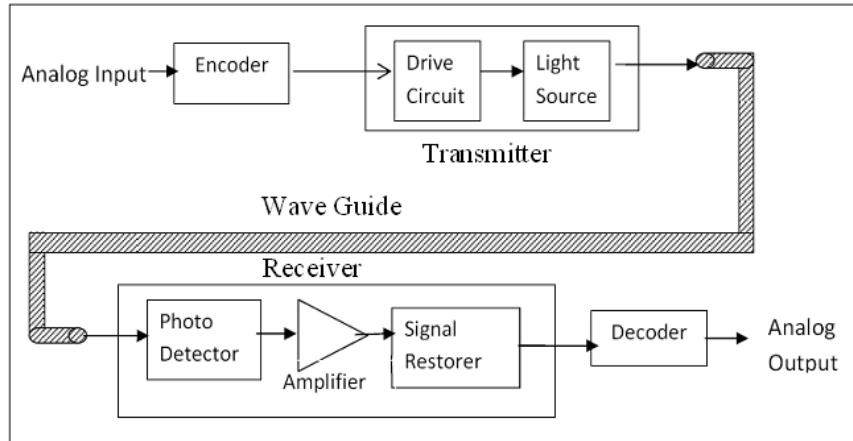 Analog Input
Encoder
Drive
Circuit
Light
Source
Transmitter
Wave Guide
Receiver
Photo
Detector
Amplifier
Signal
Restorer
Decoder
Analog
Output